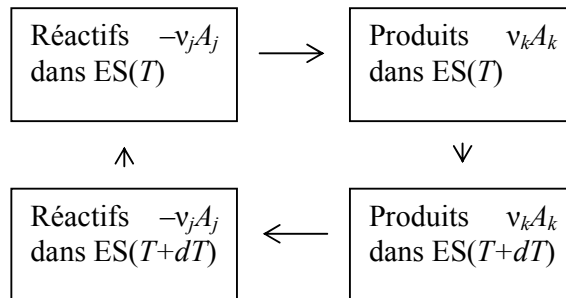 Réactifs –νjAj
dans ES(T)
Produits νkAk
dans ES(T)
Réactifs –νjAj
dans ES(T+dT)
Produits νkAk
dans ES(T+dT)